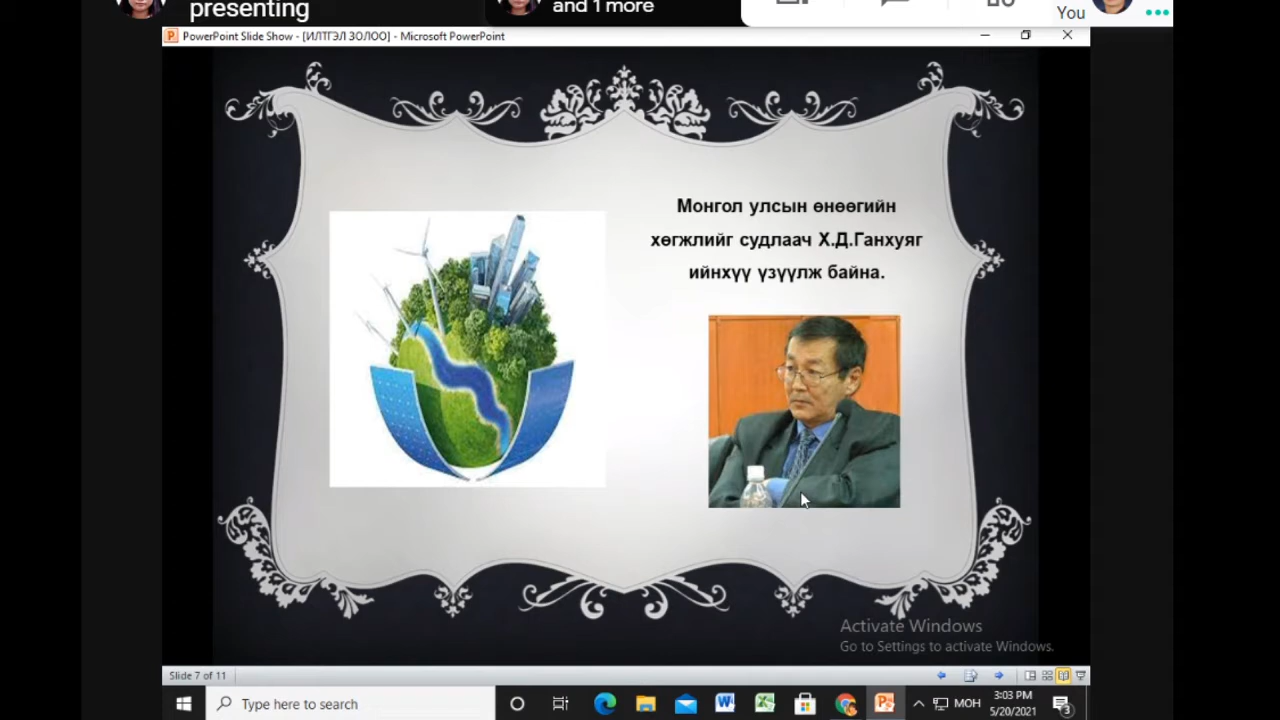 presenting
and 1 more
You
PowerPoint Slide Show - [ИЛТГЭЛ ЗОЛОО] - Microsoft PowerPoint
Монгол улсын өнөөгийн
хөгжлийг судлаач Х.Д.Ганхуяг
ийнхүү үзүүлж байна.
Activate Windows
Go to Settings to activate Windows.
Slide 7 of 11
Type here to search
МОН
3:03 PM
5/20/2021
3